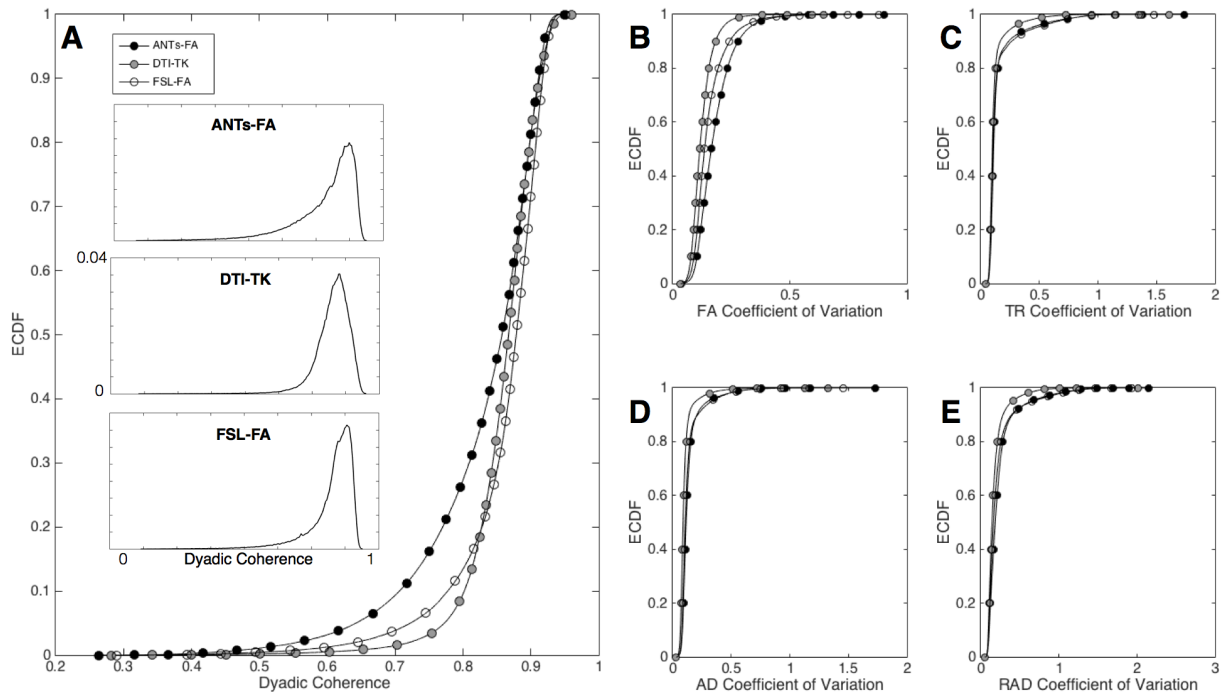 A
ANTs-FA
DTI-TK
FSL-FA
ANTs-FA
DTI-TK
0.04
0
FSL-FA
0 Dyadic Coherence 1
ECDF
1
0.9
0.8
0.7
0.6
0.5
0.4
0.3
0.2
0.1
0
0.2 0.3 0.4 0.5 0.6 0.7 0.8 0.9 1
Dyadic Coherence
B
ECDF
1
0.8
0.6
0.4
0.2
0
0 0.5 1
FA Coefficient of Variation
C
ECDF
1
0.8
0.6
0.4
0.2
0
0 0.5 1 1.5 2
TR Coefficient of Variation
D
ECDF
1
0.8
0.6
0.4
0.2
0
0 0.5 1 1.5 2
AD Coefficient of Variation
E
ECDF
1
0.8
0.6
0.4
0.2
0
0 1 2 3
RAD Coefficient of Variation